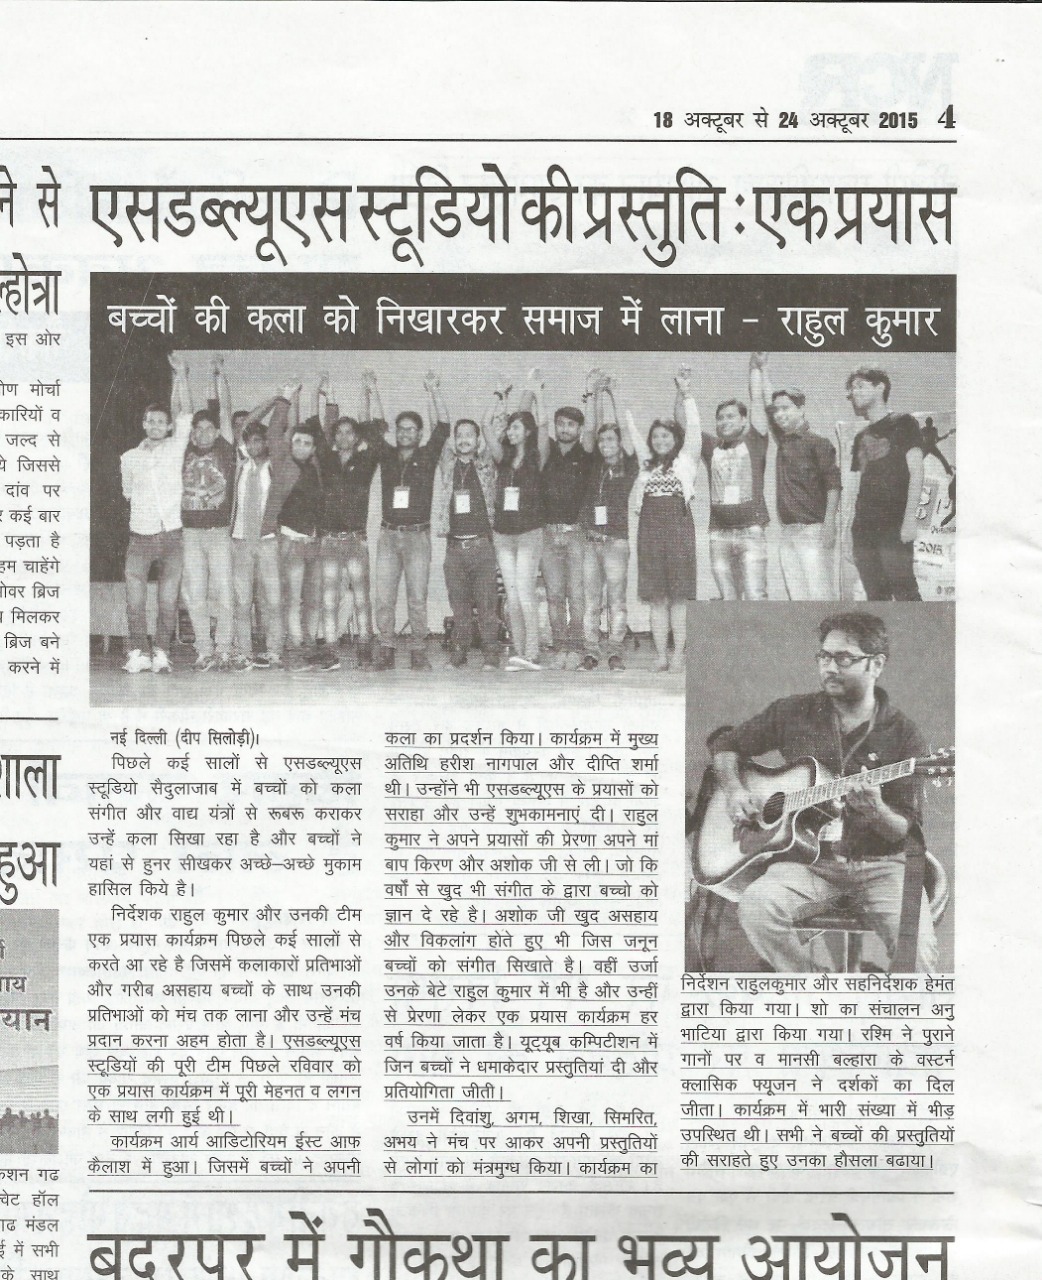 18 अक्टूबर से 24 अक्टूबर 2015 4
ने से
ल्होत्रा
इस ओर
मोर्चा
कारियों व
जल्द से
ये जिससे
दांव पर
र कई बार
पड़ता है
हम चाहेंगे
ओवर ब्रिज
मिलकर
ब्रिज बने
करने में
शाला
हुआ
यान
केशन गढ
हॉल
गढ मंडल
ई में सभी
के साथ
एसडब्ल्यूएस स्टूडियो की प्रस्तुति : एक प्रयास
बच्चों की कला को निखारकर समाज में लाना - राहुल कुमार
2015
नई दिल्ली (दीप सिलोड़ी)।
पिछले कई सालों से एसडब्ल्यूएस
स्टूडियो सैदुलाजाब में बच्चों को कला
संगीत और वाद्य यंत्रों से रूबरू कराकर
उन्हें कला सिखा रहा है और बच्चों ने
यहां से हुनर सीखकर अच्छे–अच्छे मुकाम
हासिल किये है।
निर्देशक राहुल कुमार और उनकी टीम
एक प्रयास कार्यक्रम पिछले कई सालों से
करते आ रहे है जिसमें कलाकारों प्रतिभाओं
और गरीब असहाय बच्चों के साथ उनकी
प्रतिभाओं को मंच तक लाना और उन्हें मंच
प्रदान करना अहम होता है। एसडब्ल्यूएस
स्टूडियों की पूरी टीम पिछले रविवार को
एक प्रयास कार्यक्रम में पूरी मेहनत व लगन
के साथ लगी हुई थी।
कार्यक्रम आर्य आडिटोरियम ईस्ट आफ
कैलाश में हुआ। जिसमें बच्चों ने अपनी
कला का प्रदर्शन किया। कार्यक्रम में मुख्य
अतिथि हरीश नागपाल और दीप्ति शर्मा
थी। उन्होंने भी एसडब्ल्यूएस के प्रयासों को
सराहा और उन्हें शुभकामनाएं दी। राहुल
कुमार ने अपने प्रयासों की प्रेरणा अपने मां
बाप किरण और अशोक जी से ली। जो कि
वर्षों से खुद भी संगीत के द्वारा बच्चो को
ज्ञान दे रहे है। अशोक जी खुद असहाय
और विकलांग होते हुए भी जिस जनून
बच्चों को संगीत सिखाते है। वहीं उर्जा
उनके बेटे राहुल कुमार में भी है और उन्हीं
से प्रेरणा लेकर एक प्रयास कार्यक्रम हर
वर्ष किया जाता है। यूट्यूब कम्पिटीशन में
जिन बच्चों ने धमाकेदार प्रस्तुतियां दी और
प्रतियोगिता जीती।
उनमें दिवांशु, अगम, शिखा, सिमरित,
अभय ने मंच पर आकर अपनी प्रस्तुतियों
से लोगां को मंत्रमुग्ध किया। कार्यक्रम का
निर्देशन राहुलकुमार और सहनिर्देशक हेमंत
द्वारा किया गया। शो का संचालन अनु
भाटिया द्वारा किया गया। रश्मि ने पुराने
गानों पर व मानसी बल्हारा के वस्टर्न
क्लासिक फ्यूजन ने दर्शकों का दिल
जीता। कार्यक्रम में भारी संख्या में भीड़
उपस्थित थी। सभी ने बच्चों की प्रस्तुतियों
की सराहते हुए उनका हौसला बढाया।
बदरपर में गौकथा का भव्य आयोजन